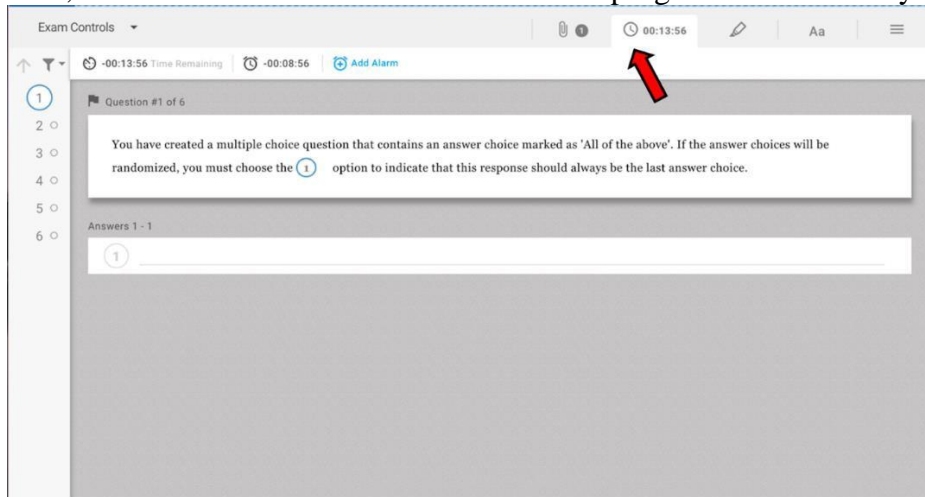 Exam Controls
1
00:13:56
Aa
-00:13:56 Time Remaining
-00:08:56
Add Alarm
1
2
3
4
5
6
Question #1 of 6
You have created a multiple choice question that contains an answer choice marked as 'All of the above'. If the answer choices will be
randomized, you must choose the 1 option to indicate that this response should always be the last answer choice.
Answers 1 - 1
1